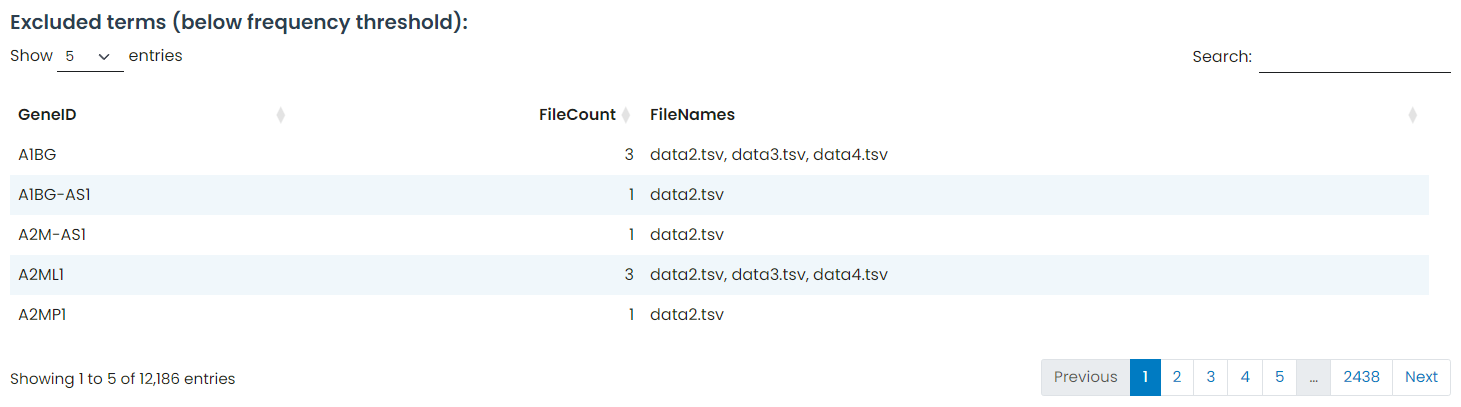 Excluded terms (below frequency threshold):
Show 5 entries Search:
GeneID FileCount FileNames
A1BG 3 data2.tsv, data3.tsv, data4.tsv
A1BG-AS1 1 data2.tsv
A2M-AS1 1 data2.tsv
A2ML1 3 data2.tsv, data3.tsv, data4.tsv
A2MP1 1 data2.tsv
Showing 1 to 5 of 12,186 entries Previous 1 2 3 4 5 … 2438 Next